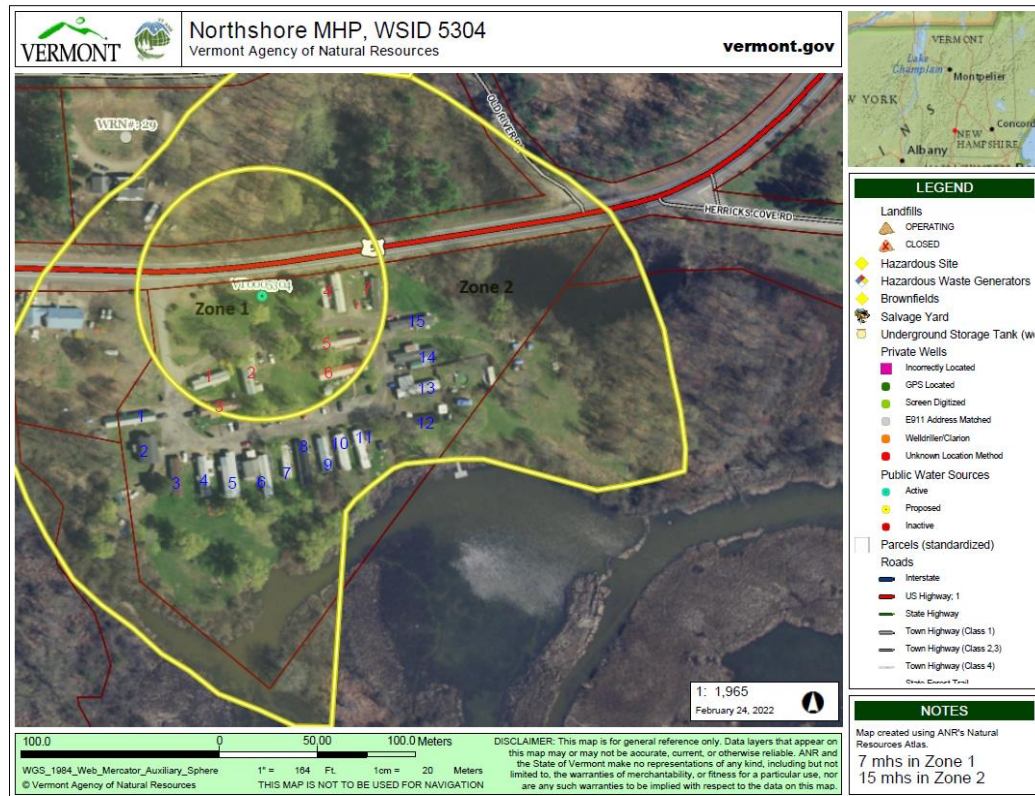 VERMONT
Northshore MHP, WSID 5304
Vermont Agency of Natural Resources
vermont.gov
VERMONT
Lake
Champlain
Montpelier
W YORK
NEW
HAMPSHIRE
Concord
Albany
WRN#: 29
OLD RIVER R
HERRICKS COVE RD
5
Zone 1
Zone 2
1
2
3
4
5
6
7
1
2
3
4
5
6
7
8
9
10
11
12
13
14
15
1: 1,965
February 24, 2022
LEGEND
Landfills
OPERATING
CLOSED
Hazardous Site
Hazardous Waste Generators
Brownfields
Salvage Yard
Underground Storage Tank (w
Private Wells
Incorrectly Located
GPS Located
Screen Digitized
E911 Address Matched
Welldriller/Clarion
Unknown Location Method
Public Water Sources
Active
Proposed
Inactive
Parcels (standardized)
Roads
Interstate
US Highway; 1
State Highway
Town Highway (Class 1)
Town Highway (Class 2,3)
Town Highway (Class 4)
State Forest Trail
NOTES
Map created using ANR's Natural
Resources Atlas.
7 mhs in Zone 1
15 mhs in Zone 2
100.0 0 50.00 100.0 Meters
WGS_1984_Web_Mercator_Auxiliary_Sphere 1" = 164 Ft. 1cm = 20 Meters
© Vermont Agency of Natural Resources THIS MAP IS NOT TO BE USED FOR NAVIGATION
DISCLAIMER: This map is for general reference only. Data layers that appear on
this map may or may not be accurate, current, or otherwise reliable. ANR and
the State of Vermont make no representations of any kind, including but not
limited to, the warranties of merchantability, or fitness for a particular use, nor
are any such warranties to be implied with respect to the data on this map.